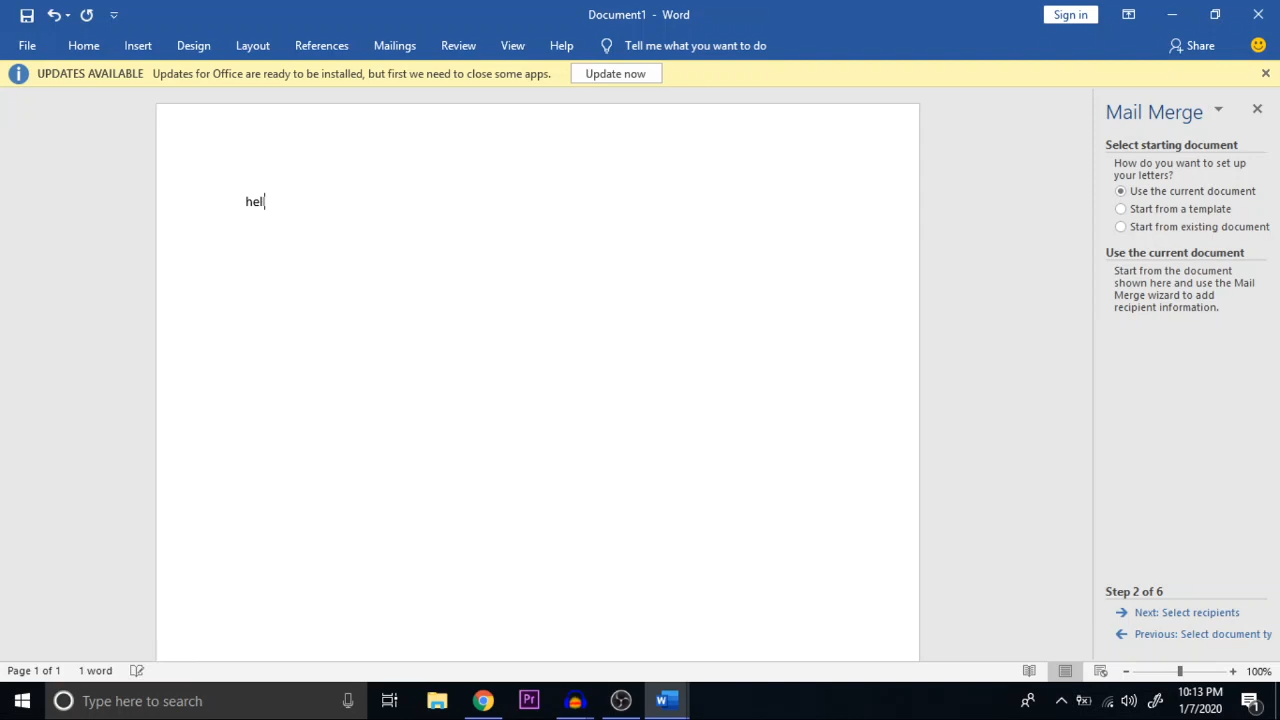 Document1 - Word
Sign in
File Home Insert Design Layout References Mailings Review View Help Tell me what you want to do Share
UPDATES AVAILABLE Updates for Office are ready to be installed, but first we need to close some apps. Update now
hel
Mail Merge
Select starting document
How do you want to set up
your letters?
Use the current document
Start from a template
Start from existing document
Use the current document
Start from the document
shown here and use the Mail
Merge wizard to add
recipient information.
Step 2 of 6
Next: Select recipients
Previous: Select document ty
Page 1 of 1 1 word 100%
Type here to search
Pr
10:13 PM
1/7/2020
1